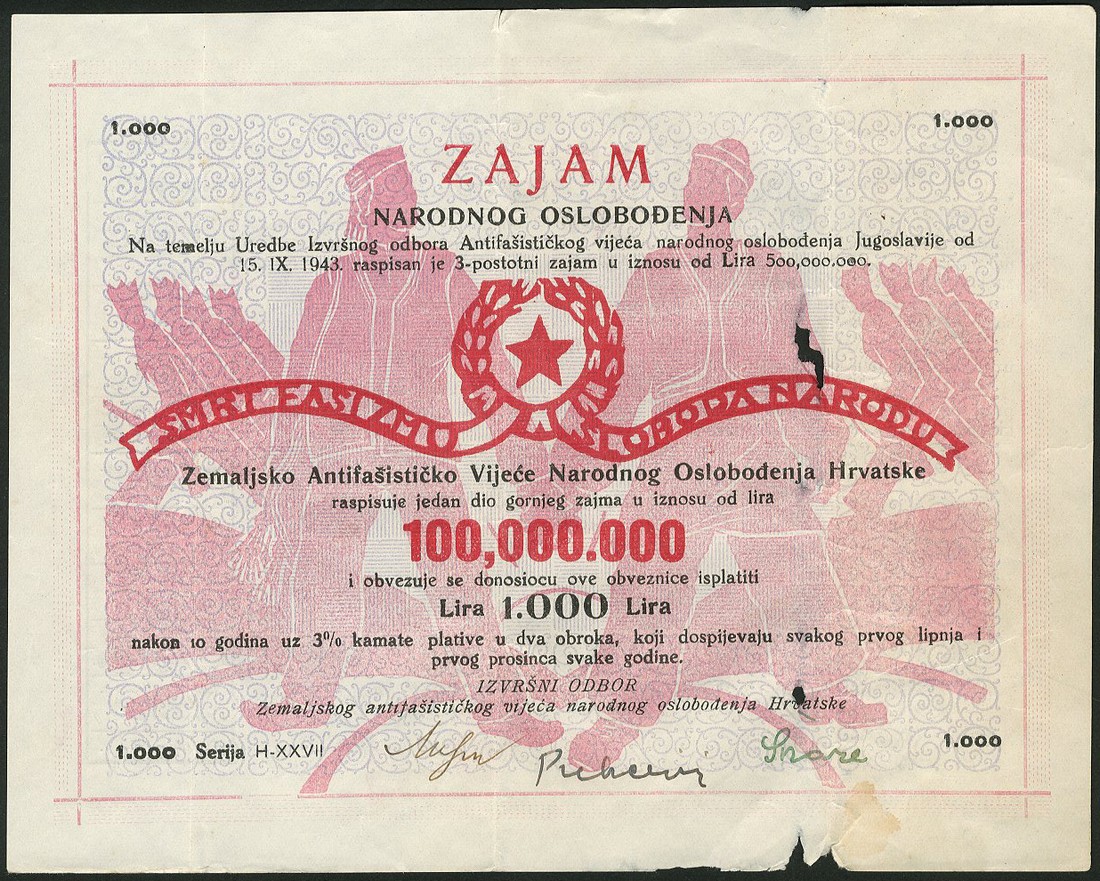 1.000
1.000
ZAJAM
NARODNOG OSLOBOĐENJA
Na temelju Uredbe Izvršnog odbora Antifašističkog vijeća narodnog oslobođenja Jugoslavije od
15. IX. 1943. raspisan je 3-postotni zajam u iznosu od Lira 500,000.000.
SMRT FAŠIZMU SLOBODA NARODU
Zemaljsko Antifašističko Vijeće Narodnog Oslobođenja Hrvatske
raspisuje jedan dio gornjeg zajma u iznosu od lira
100,000.000
i obvezuje se donosiocu ove obveznice isplatiti
Lira 1.000 Lira
nakon 10 godina uz 3% kamate plative u dva obroka, koji dospijevaju svakog prvog lipnja i
prvog prosinca svake godine.
IZVRŠNI ODBOR
Zemaljskog antifašističkog vijeća narodnog oslobođenja Hrvatske
1.000 Serija H-XXVII
1.000